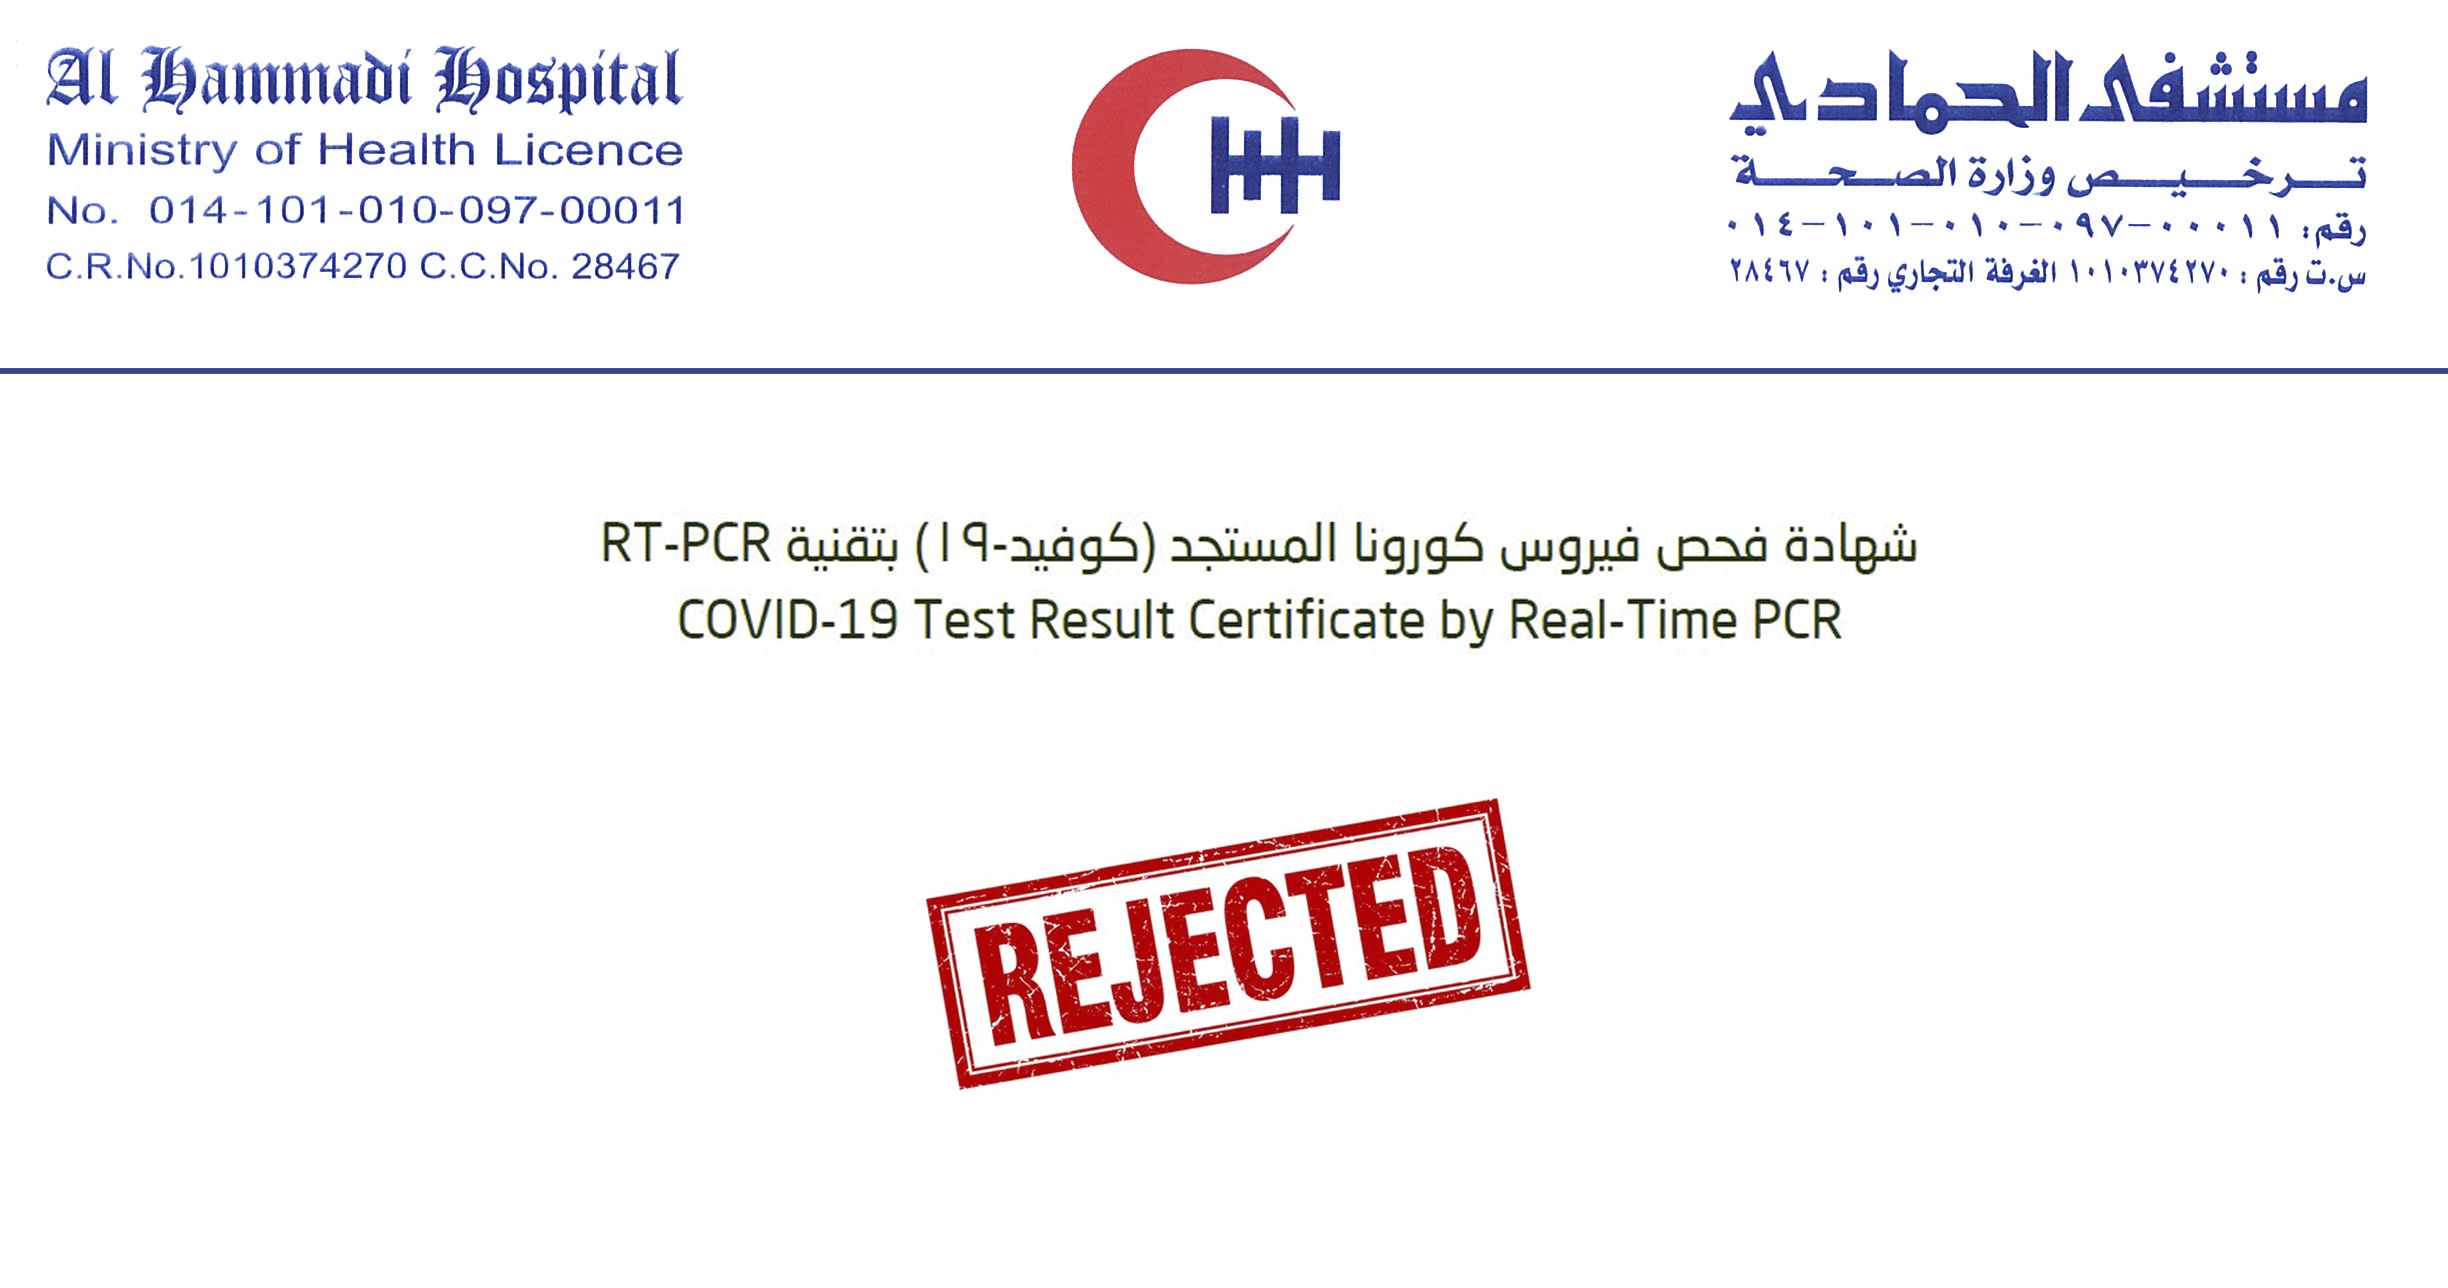 Al Hammadi Hospital
Ministry of Health Licence
No. 014-101-010-097-00011
C.R.No.1010374270 C.C.No. 28467
مستشفى الحمادي
ترخيص وزارة الصحة
رقم: ٠١٤-١٠١-٠١٠-٠٩٧-٠٠٠١١
س.ت رقم : ١٠١٠٣٧٤٢٧٠ الغرفة التجاري رقم : ٢٨٤٦٧
شهادة فحص فيروس كورونا المستجد (كوفيد-١٩) بتقنية RT-PCR
COVID-19 Test Result Certificate by Real-Time PCR
REJECTED